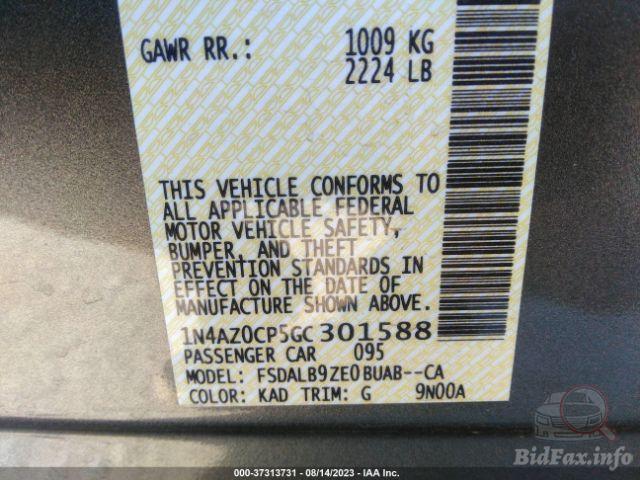 GAWR RR.: 1009 KG
2224 LB
THIS VEHICLE CONFORMS TO
ALL APPLICABLE FEDERAL
MOTOR VEHICLE SAFETY,
BUMPER, AND THEFT
PREVENTION STANDARDS IN
EFFECT ON THE DATE OF
MANUFACTURE SHOWN ABOVE.
1N4AZ0CP5GC301588
PASSENGER CAR 095
MODEL: FSDALB9ZE0BUAB--CA
COLOR: KAD TRIM: G 9N00A
000-37313731 - 08/14/2023 - IAA Inc.
BidFax.info